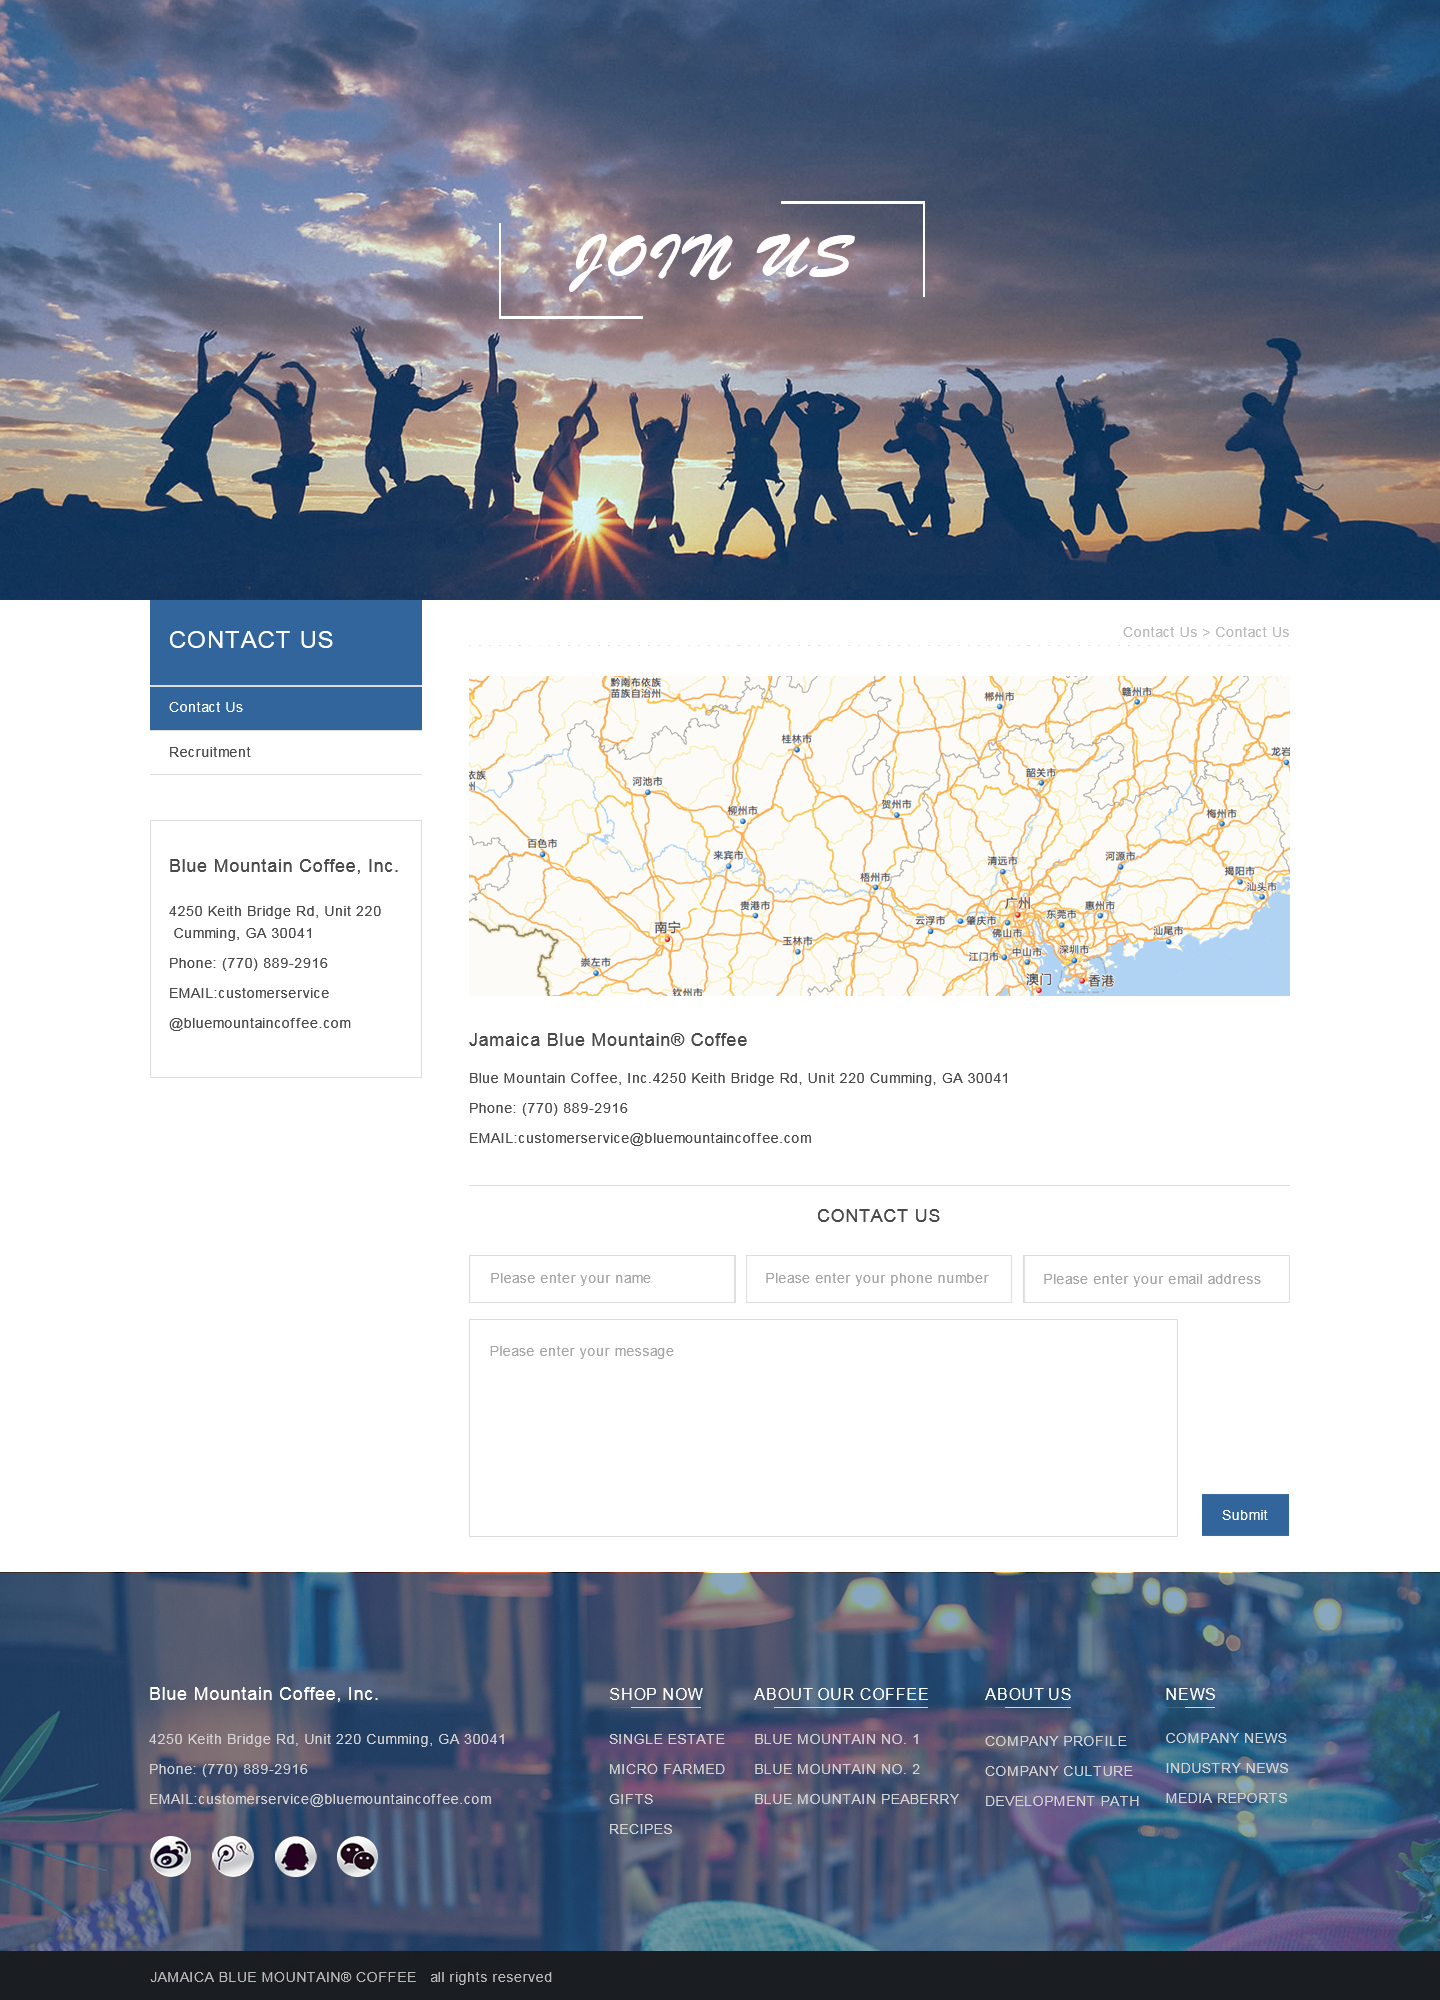 JOIN US
CONTACT US
Contact Us
Recruitment
Blue Mountain Coffee, Inc.
4250 Keith Bridge Rd, Unit 220
Cumming, GA 30041
Phone: (770) 889-2916
EMAIL:customerservice
@bluemountaincoffee.com
Contact Us > Contact Us
黔南布依族
苗族自治州
郴州市
赣州市
桂林市
龙岩
依族
州
河池市
韶关市
柳州市
贺州市
梅州市
百色市
来宾市
清远市
河源市
揭阳市
梧州市
汕头市
贵港市
广州
惠州市
东莞市
南宁
云浮市
肇庆市
佛山市
汕尾市
玉林市
江门市
中山市
深圳市
崇左市
澳门
香港
钦州市
Jamaica Blue Mountain® Coffee
Blue Mountain Coffee, Inc.4250 Keith Bridge Rd, Unit 220 Cumming, GA 30041
Phone: (770) 889-2916
EMAIL:customerservice@bluemountaincoffee.com
CONTACT US
Please enter your name
Please enter your phone number
Please enter your email address
Please enter your message
Submit
Blue Mountain Coffee, Inc.
4250 Keith Bridge Rd, Unit 220 Cumming, GA 30041
Phone: (770) 889-2916
EMAIL:customerservice@bluemountaincoffee.com
SHOP NOW
SINGLE ESTATE
MICRO FARMED
GIFTS
RECIPES
ABOUT OUR COFFEE
BLUE MOUNTAIN NO. 1
BLUE MOUNTAIN NO. 2
BLUE MOUNTAIN PEABERRY
ABOUT US
COMPANY PROFILE
COMPANY CULTURE
DEVELOPMENT PATH
NEWS
COMPANY NEWS
INDUSTRY NEWS
MEDIA REPORTS
JAMAICA BLUE MOUNTAIN® COFFEE all rights reserved